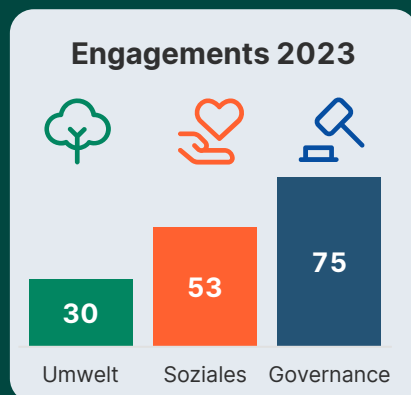 Engagements 2023
30
53
75
Umwelt
Soziales
Governance